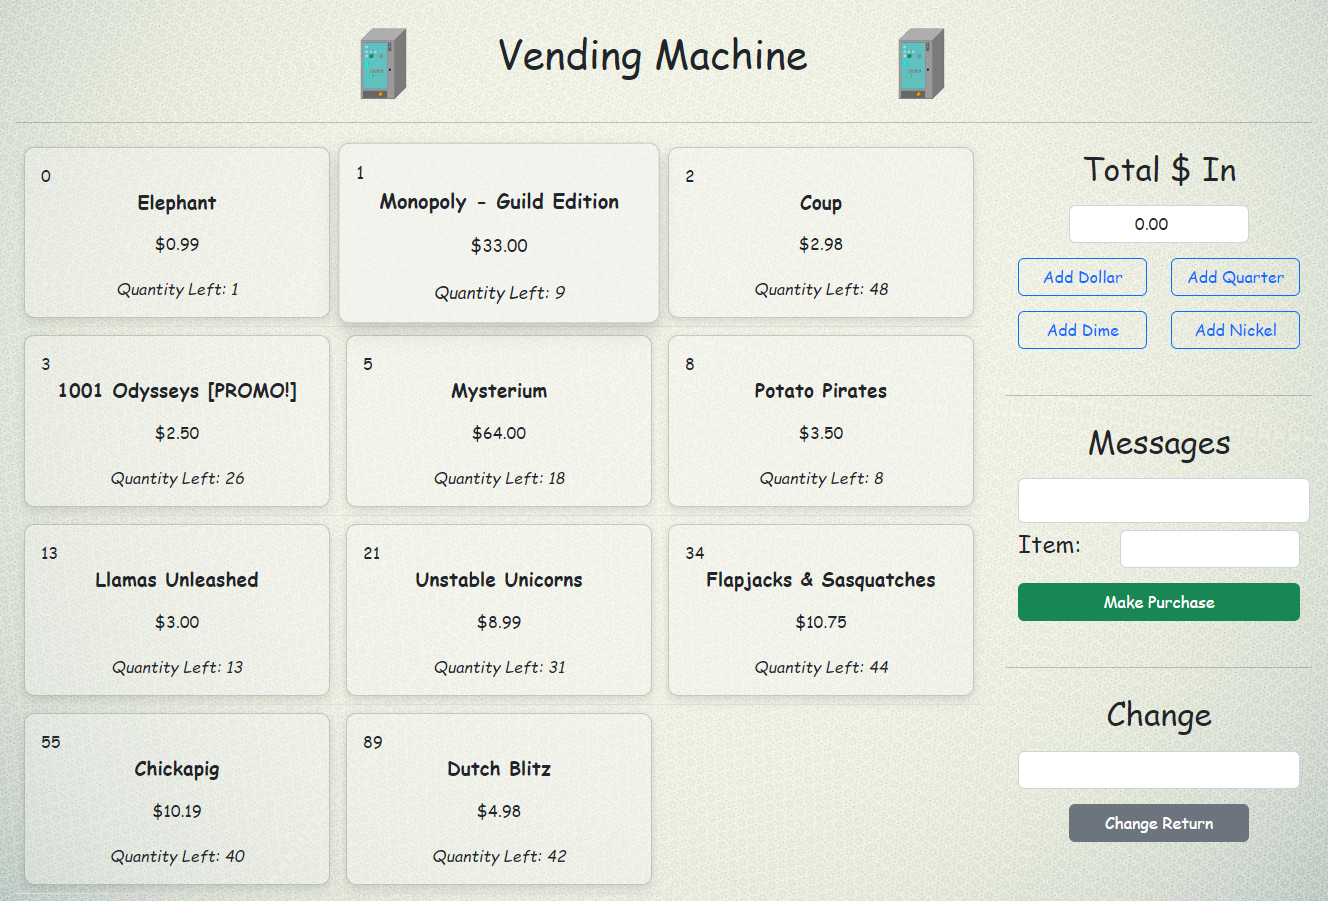 Vending Machine
0
Elephant
$0.99
Quantity Left: 1
1
Monopoly - Guild Edition
$33.00
Quantity Left: 9
2
Coup
$2.98
Quantity Left: 48
3
1001 Odysseys [PROMO!]
$2.50
Quantity Left: 26
5
Mysterium
$64.00
Quantity Left: 18
8
Potato Pirates
$3.50
Quantity Left: 8
13
Llamas Unleashed
$3.00
Quantity Left: 13
21
Unstable Unicorns
$8.99
Quantity Left: 31
34
Flapjacks & Sasquatches
$10.75
Quantity Left: 44
55
Chickapig
$10.19
Quantity Left: 40
89
Dutch Blitz
$4.98
Quantity Left: 42
Total $ In
0.00
Add Dollar
Add Quarter
Add Dime
Add Nickel
Messages
Item:
Make Purchase
Change
Change Return